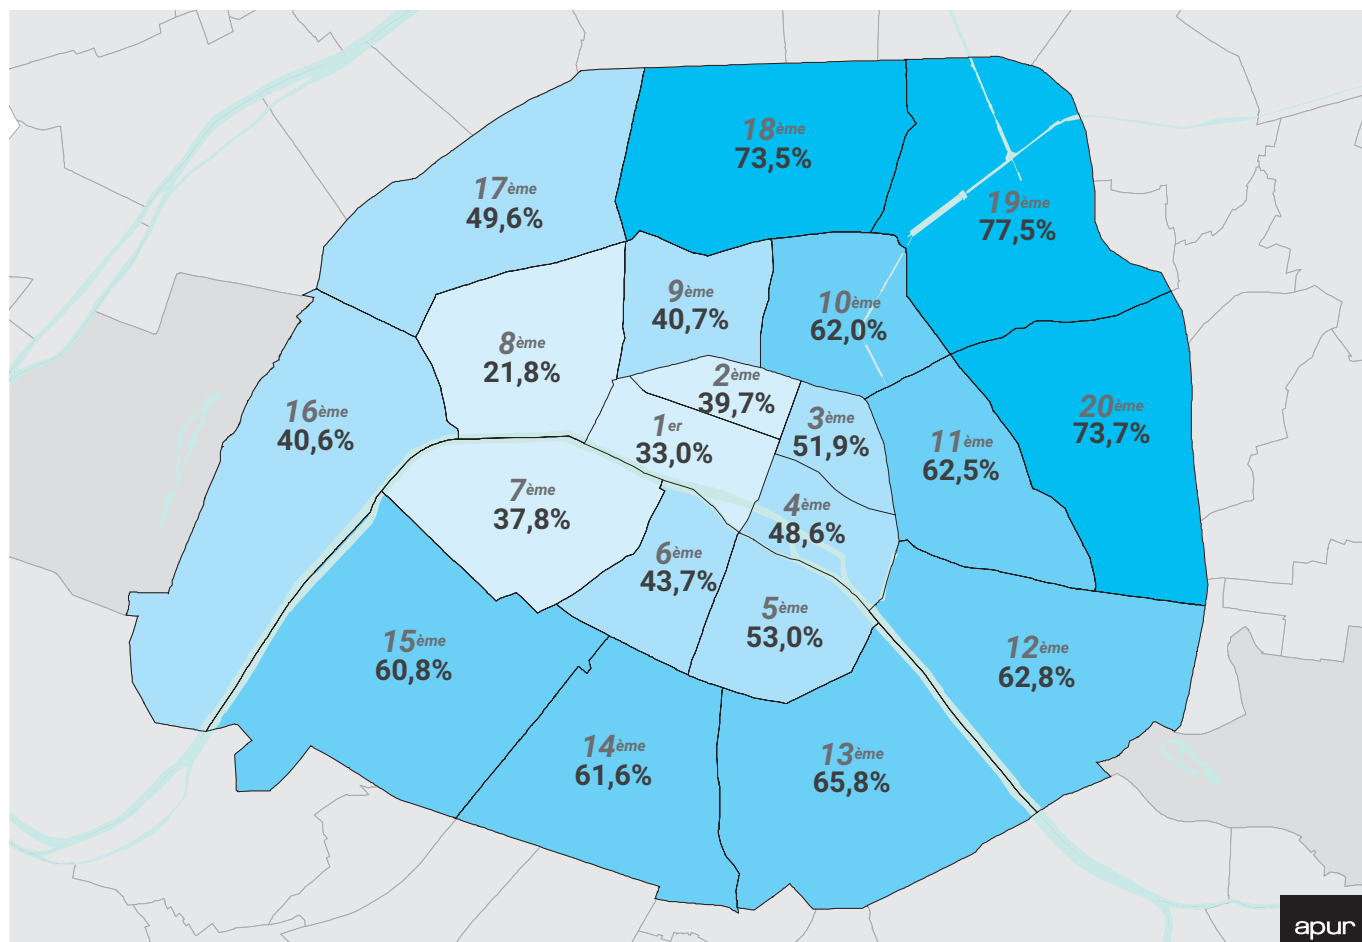 18ème
73,5%
17ème
49,6%
19ème
77,5%
9ème
40,7%
10ème
62,0%
8ème
21,8%
2ème
39,7%
16ème
40,6%
1er
33,0%
3ème
51,9%
11ème
62,5%
20ème
73,7%
7ème
37,8%
4ème
48,6%
6ème
43,7%
5ème
53,0%
15ème
60,8%
12ème
62,8%
14ème
61,6%
13ème
65,8%
apur